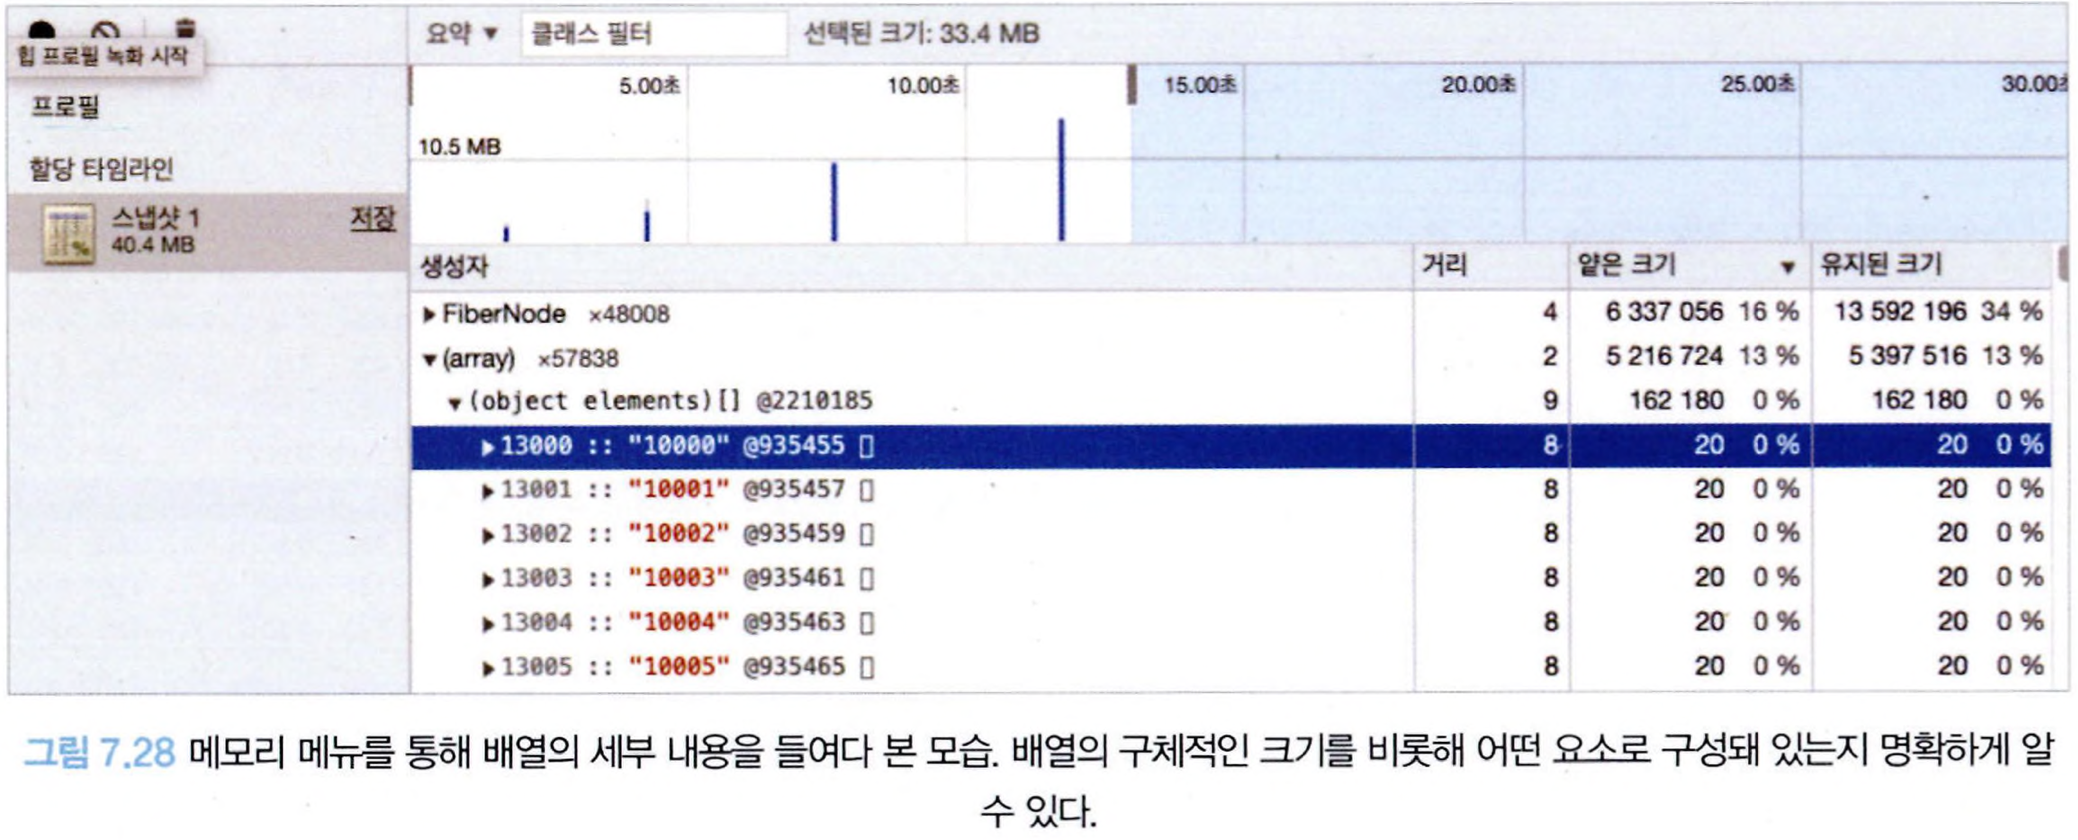 요약 ▼ 클래스 필터 선택된 크기: 33.4 MB
힙 프로필 녹화 시작
프로필
할당 타임라인
스냅샷 1 저장
40.4 MB
5.00초 10.00초 15.00초 20.00초 25.00초 30.00초
10.5 MB
생성자 거리 얕은 크기 ▼ 유지된 크기
▶FiberNode ×48008 4 6 337 056 16 % 13 592 196 34 %
▼(array) ×57838 2 5 216 724 13 % 5 397 516 13 %
▼(object elements)[] @2210185 9 162 180 0 % 162 180 0 %
▶13000 :: "10000" @935455 8 20 0 % 20 0 %
▶13001 :: "10001" @935457 8 20 0 % 20 0 %
▶13002 :: "10002" @935459 8 20 0 % 20 0 %
▶13003 :: "10003" @935461 8 20 0 % 20 0 %
▶13004 :: "10004" @935463 8 20 0 % 20 0 %
▶13005 :: "10005" @935465 8 20 0 % 20 0 %
그림 7.28 메모리 메뉴를 통해 배열의 세부 내용을 들여다 본 모습. 배열의 구체적인 크기를 비롯해 어떤 요소로 구성돼 있는지 명확하게 알
수 있다.